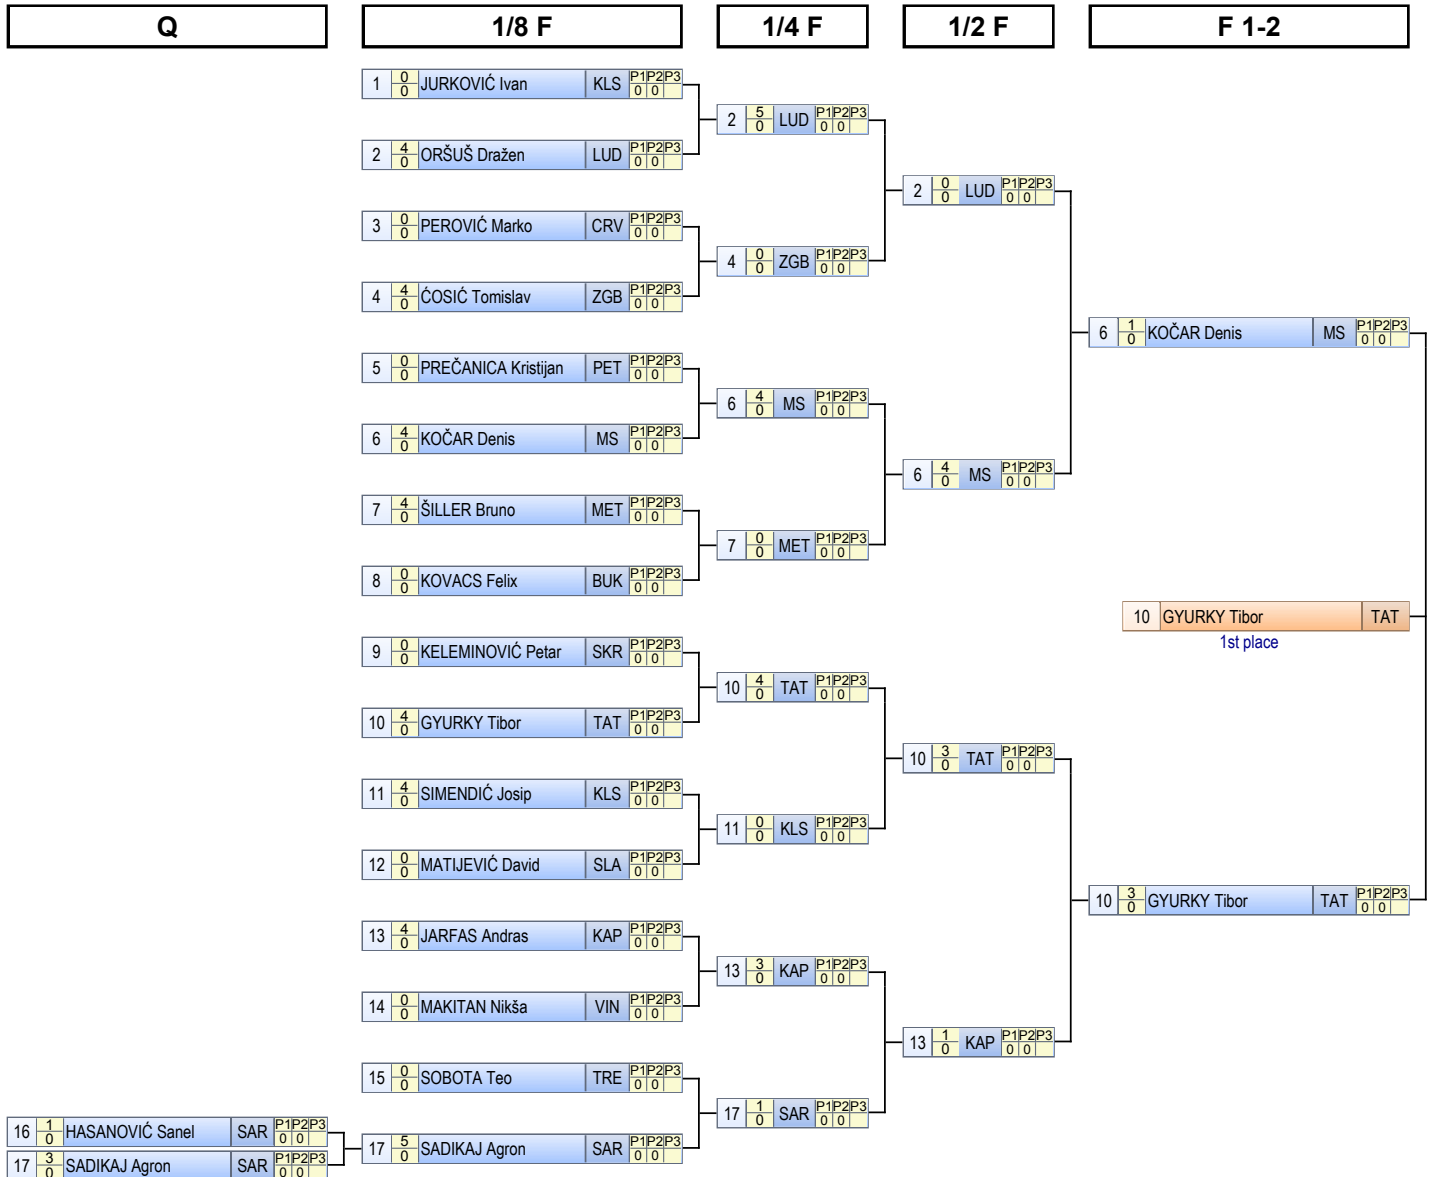 Q 1/8 F 1/4 F 1/2 F F 1-2
1 0 0 JURKOVIĆ Ivan KLS P1 P2 P3 0 0
2 5 0 LUD P1 P2 P3 0 0
2 4 0 ORŠUŠ Dražen LUD P1 P2 P3 0 0
2 0 0 LUD P1 P2 P3 0 0
3 0 0 PEROVIĆ Marko CRV P1 P2 P3 0 0
4 0 0 ZGB P1 P2 P3 0 0
4 4 0 ĆOSIĆ Tomislav ZGB P1 P2 P3 0 0
6 1 0 KOČAR Denis MS P1 P2 P3 0 0
5 0 0 PREČANICA Kristijan PET P1 P2 P3 0 0
6 4 0 MS P1 P2 P3 0 0
6 4 0 KOČAR Denis MS P1 P2 P3 0 0
6 4 0 MS P1 P2 P3 0 0
7 4 0 ŠILLER Bruno MET P1 P2 P3 0 0
7 0 0 MET P1 P2 P3 0 0
8 0 0 KOVACS Felix BUK P1 P2 P3 0 0
10 GYURKY Tibor TAT
1st place
9 0 0 KELEMINOVIĆ Petar SKR P1 P2 P3 0 0
10 4 0 TAT P1 P2 P3 0 0
10 4 0 GYURKY Tibor TAT P1 P2 P3 0 0
10 3 0 TAT P1 P2 P3 0 0
11 4 0 SIMENDIĆ Josip KLS P1 P2 P3 0 0
11 0 0 KLS P1 P2 P3 0 0
12 0 0 MATIJEVIĆ David SLA P1 P2 P3 0 0
10 3 0 GYURKY Tibor TAT P1 P2 P3 0 0
13 4 0 JARFAS Andras KAP P1 P2 P3 0 0
13 3 0 KAP P1 P2 P3 0 0
14 0 0 MAKITAN Nikša VIN P1 P2 P3 0 0
13 1 0 KAP P1 P2 P3 0 0
15 0 0 SOBOTA Teo TRE P1 P2 P3 0 0
17 1 0 SAR P1 P2 P3 0 0
16 1 0 HASANOVIĆ Sanel SAR P1 P2 P3 0 0
17 5 0 SADIKAJ Agron SAR P1 P2 P3 0 0
17 3 0 SADIKAJ Agron SAR P1 P2 P3 0 0